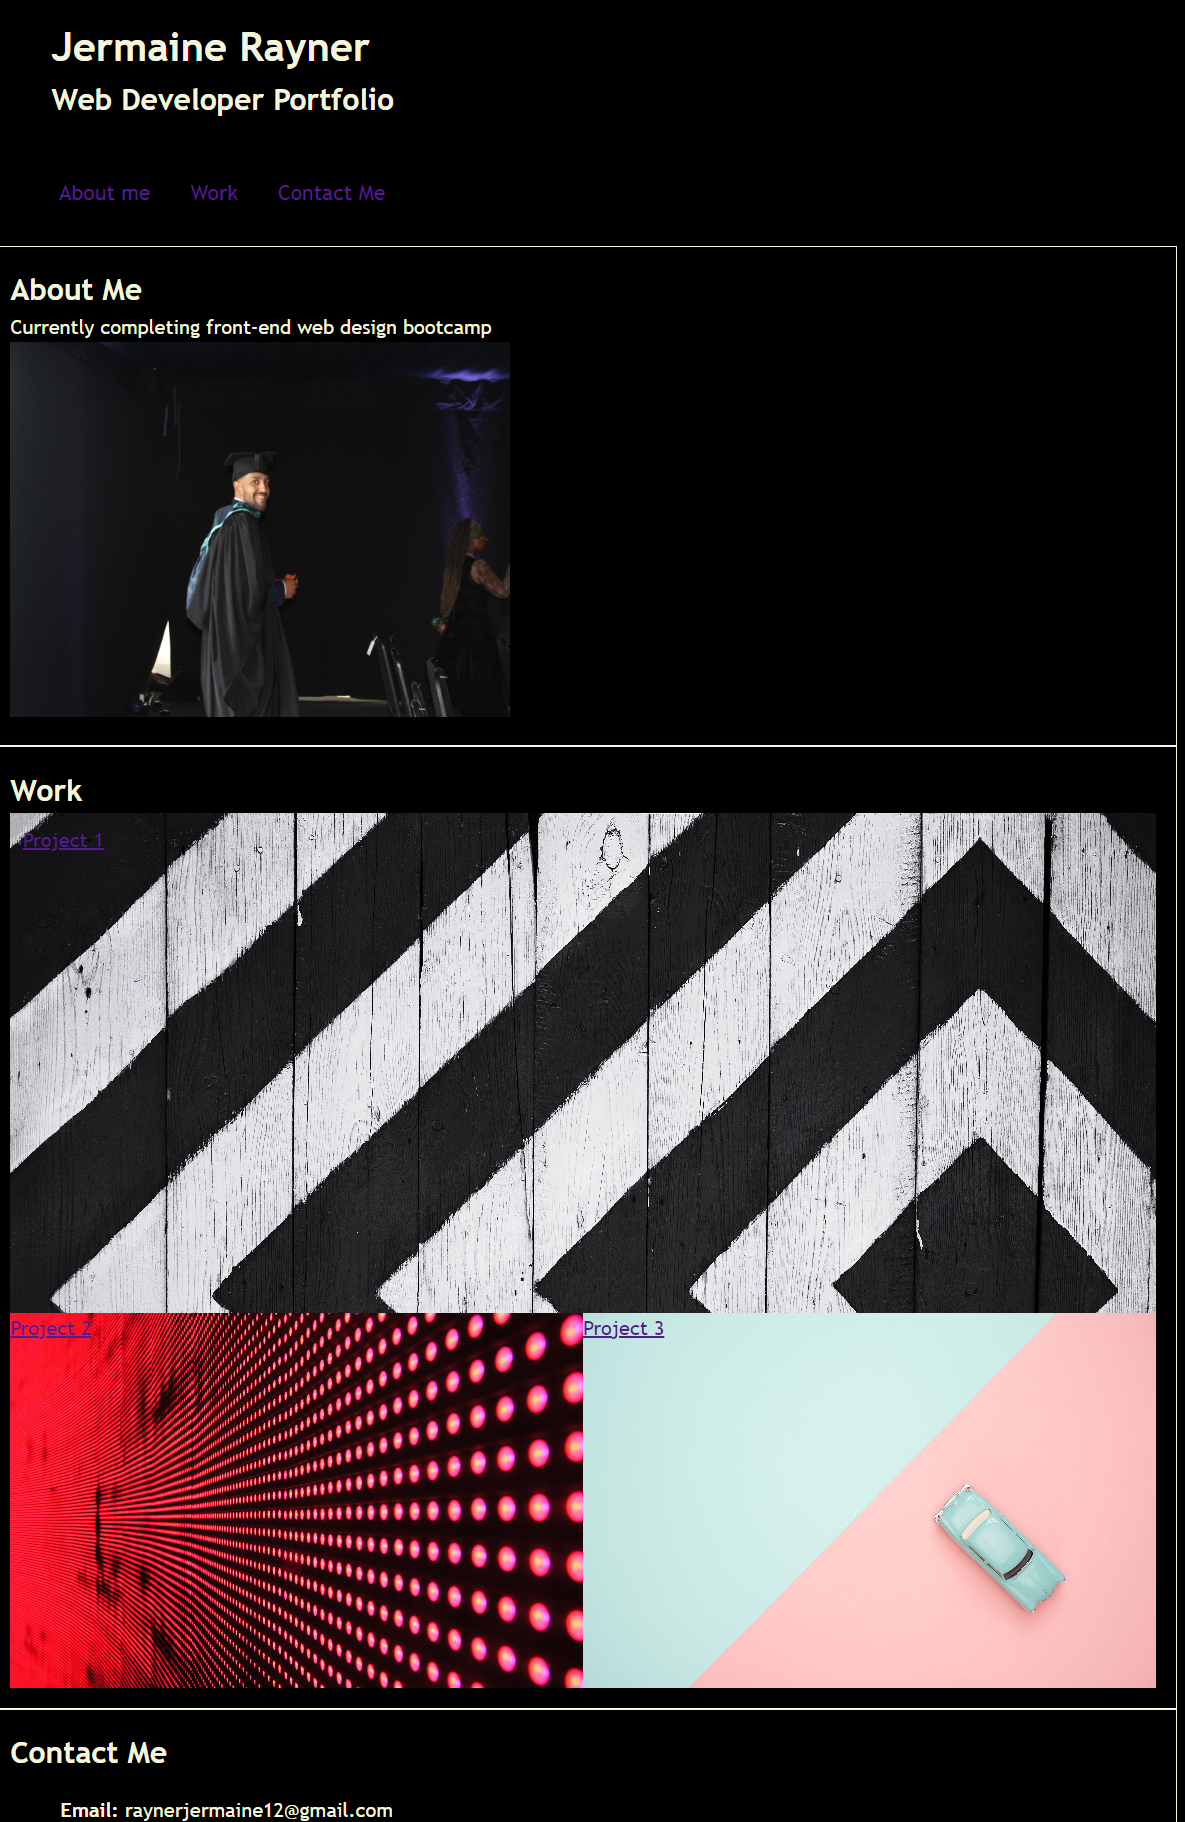 Jermaine Rayner
Web Developer Portfolio
About me Work Contact Me
About Me
Currently completing front-end web design bootcamp
Work
Project 1
Project 2 Project 3
Contact Me
Email: raynerjermaine12@gmail.com